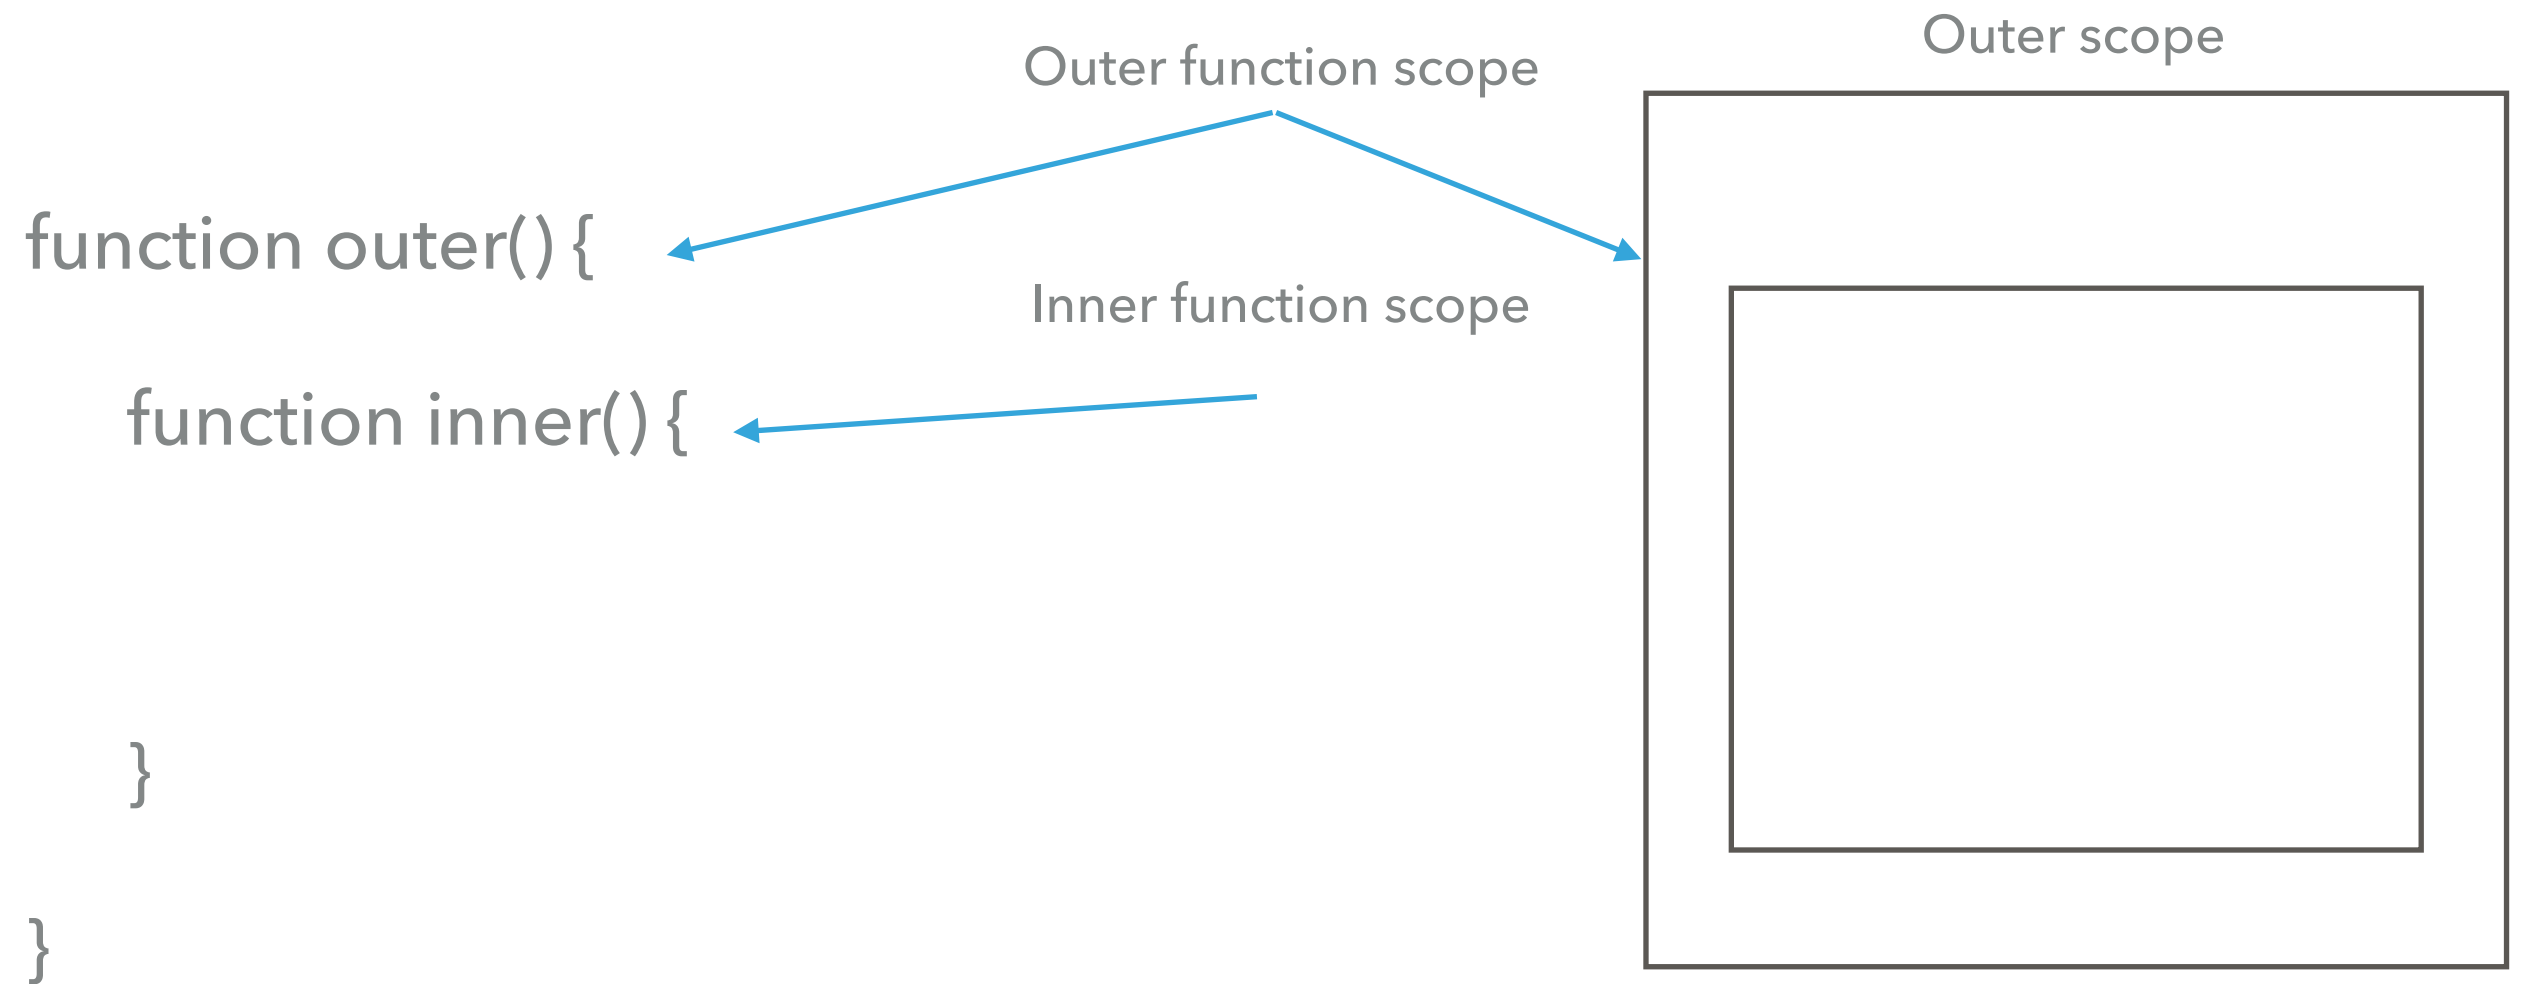 Outer scope
Outer function scope
function outer() {
Inner function scope
function inner() {
}
}